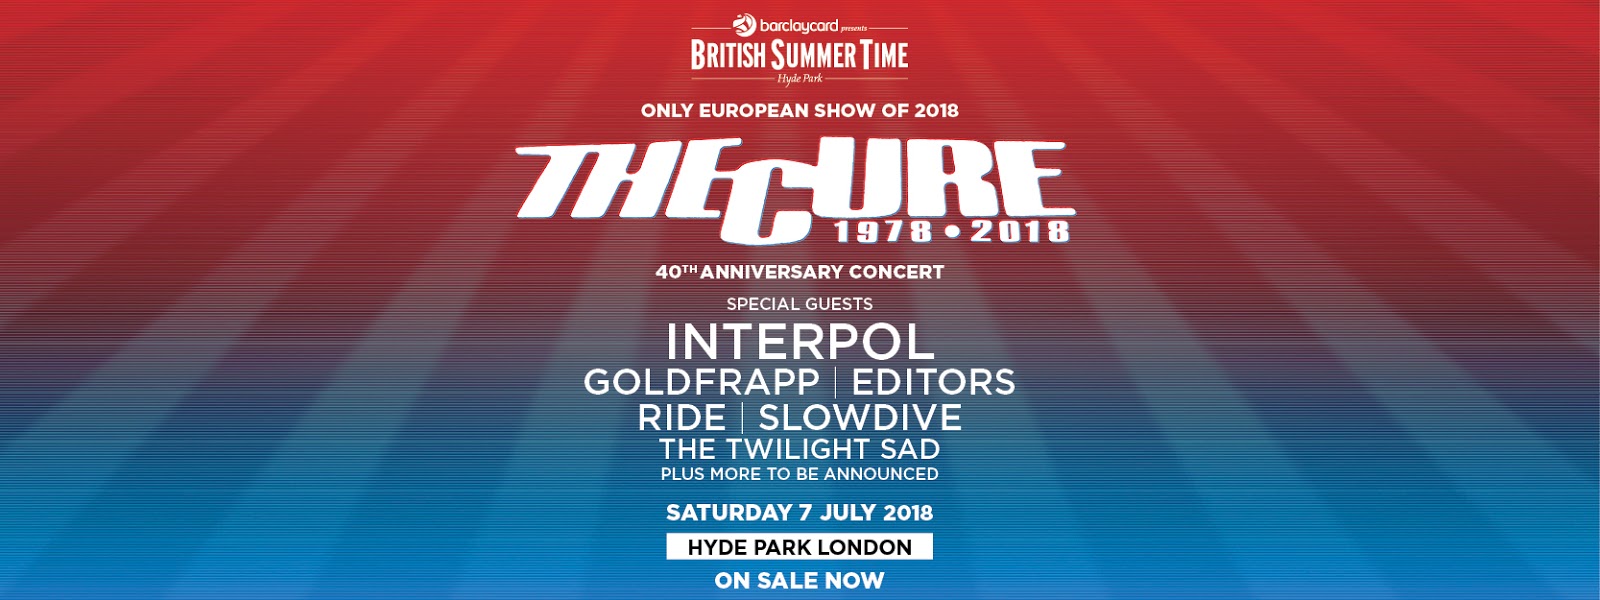 barclaycard presents
BRITISH SUMMER TIME
Hyde Park
ONLY EUROPEAN SHOW OF 2018
THE CURE
1978 • 2018
40TH ANNIVERSARY CONCERT
SPECIAL GUESTS
INTERPOL
GOLDFRAPP | EDITORS
RIDE | SLOWDIVE
THE TWILIGHT SAD
PLUS MORE TO BE ANNOUNCED
SATURDAY 7 JULY 2018
HYDE PARK LONDON
ON SALE NOW